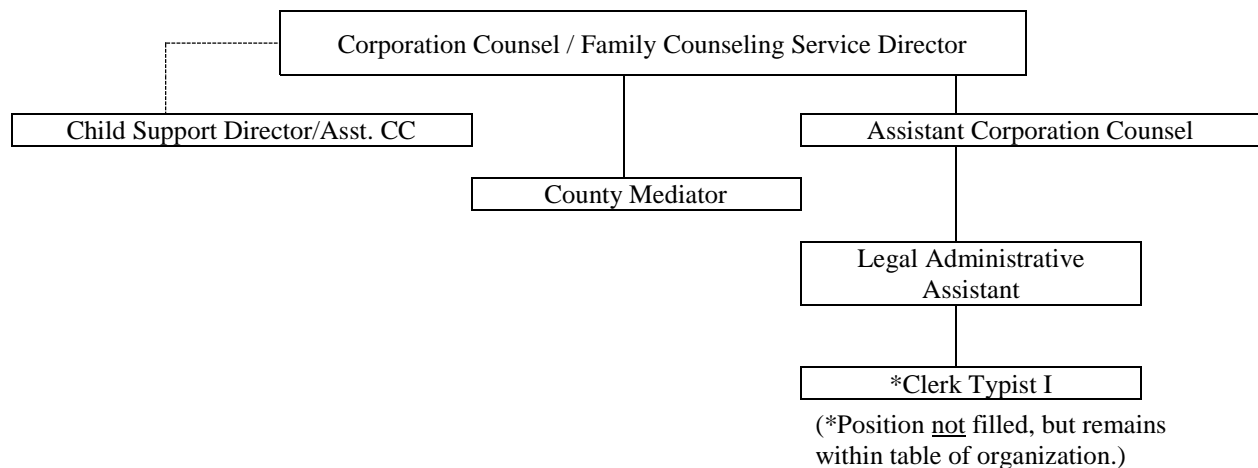 Corporation Counsel / Family Counseling Service Director
Child Support Director/Asst. CC
Assistant Corporation Counsel
County Mediator
Legal Administrative
Assistant
*Clerk Typist I
(*Position not filled, but remains
within table of organization.)